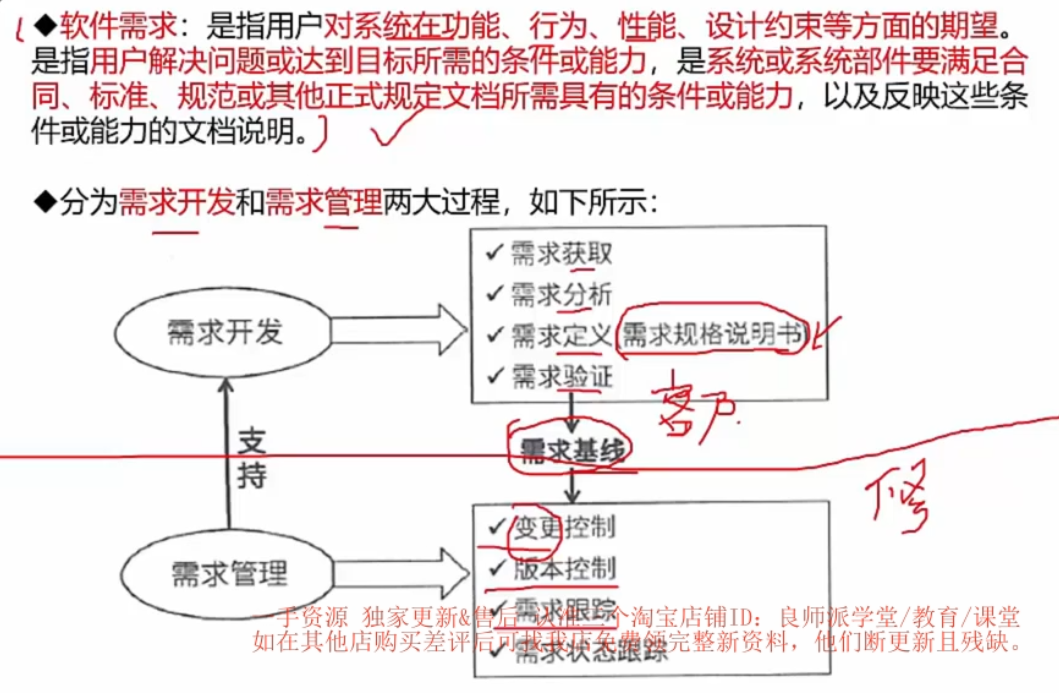 ◆软件需求：是指用户对系统在功能、行为、性能、设计约束等方面的期望。
是指用户解决问题或达到目标所需的条件或能力，是系统或系统部件要满足合
同、标准、规范或其他正式规定文档所需具有的条件或能力，以及反映这些条
件或能力的文档说明。
◆分为需求开发和需求管理两大过程，如下所示：
✓需求获取
✓需求分析
需求开发
✓需求定义(需求规格说明书)
✓需求验证
客户
支持
需求基线
✓变更控制
需求管理
✓版本控制
✓需求跟踪
一手资源 独家更新&售后 认准三个淘宝店铺ID：良师派学堂/教育/课堂
如在其他店购买差评后可找我店免费领完整新资料，他们断更新且残缺。
✓需求状态跟踪